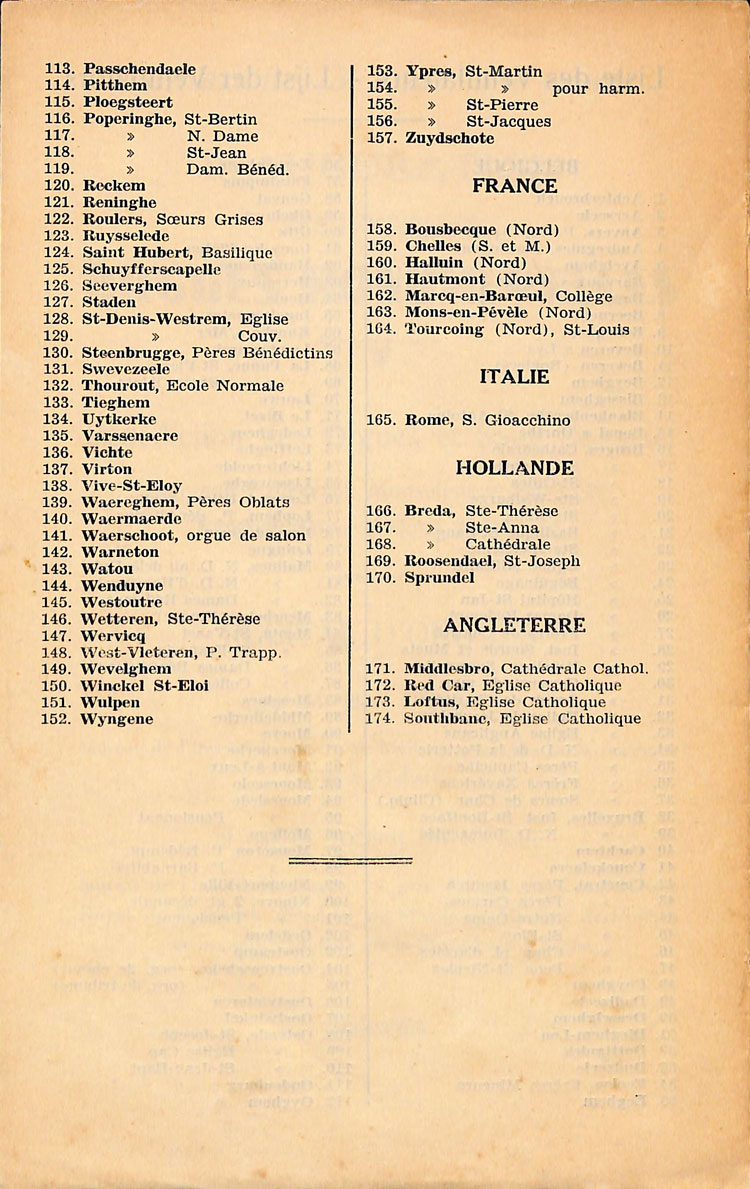 113. Passchendaele
114. Pitthem
115. Ploegsteert
116. Poperinghe, St-Bertin
117. » N. Dame
118. » St-Jean
119. » Dam. Bénéd.
120. Reckem
121. Reninghe
122. Roulers, Sœurs Grises
123. Ruysselede
124. Saint Hubert, Basilique
125. Schuyfferscapelle
126. Seeverghem
127. Staden
128. St-Denis-Westrem, Eglise
129. » Couv.
130. Steenbrugge, Pères Bénédictins
131. Swevezeele
132. Thourout, Ecole Normale
133. Tieghem
134. Uytkerke
135. Varssenaere
136. Vichte
137. Virton
138. Vive-St-Eloy
139. Waereghem, Pères Oblats
140. Waermaerde
141. Waerschoot, orgue de salon
142. Warneton
143. Watou
144. Wenduyne
145. Westoutre
146. Wetteren, Ste-Thérèse
147. Wervicq
148. West-Vleteren, P. Trapp.
149. Wevelghem
150. Winckel St-Eloi
151. Wulpen
152. Wyngene
153. Ypres, St-Martin
154. » » pour harm.
155. » St-Pierre
156. » St-Jacques
157. Zuydschote
FRANCE
158. Bousbecque (Nord)
159. Chelles (S. et M.)
160. Halluin (Nord)
161. Hautmont (Nord)
162. Marcq-en-Barœul, Collège
163. Mons-en-Pévèle (Nord)
164. Tourcoing (Nord), St-Louis
ITALIE
165. Rome, S. Gioacchino
HOLLANDE
166. Breda, Ste-Thérèse
167. » Ste-Anna
168. » Cathédrale
169. Roosendael, St-Joseph
170. Sprundel
ANGLETERRE
171. Middlesbro, Cathédrale Cathol.
172. Red Car, Eglise Catholique
173. Loftus, Eglise Catholique
174. Southbanc, Eglise Catholique